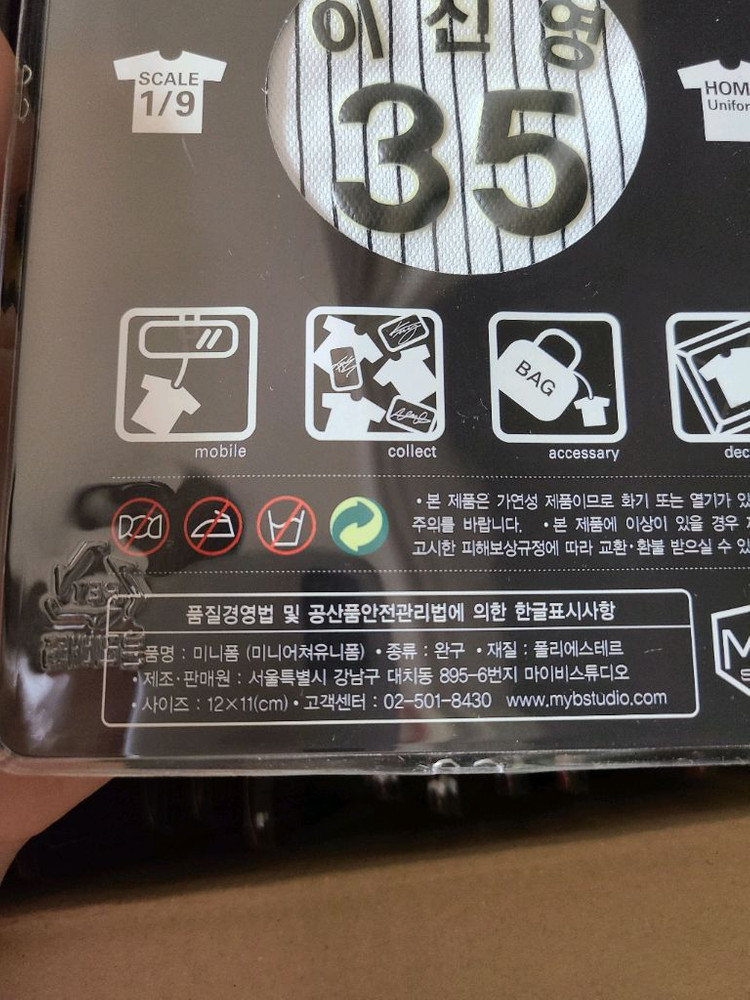 이진영
SCALE
1/9
35
HOM
Unifor
BAG
mobile
collect
accessary
dec
• 본 제품은 가연성 제품이므로 화기 또는 열기가 있
주의를 바랍니다. • 본 제품에 이상이 있을 경우
고시한 피해보상규정에 따라 교환·환불 받으실 수 있
PET
품질경영법 및 공산품안전관리법에 의한 한글표시사항
품명 : 미니폼 (미니어쳐유니폼) • 종류 : 완구 • 재질 : 폴리에스테르
• 제조·판매원 : 서울특별시 강남구 대치동 895-6번지 마이비스튜디오
• 사이즈 : 12×11(cm) • 고객센터 : 02-501-8430 www.mybstudio.com
M